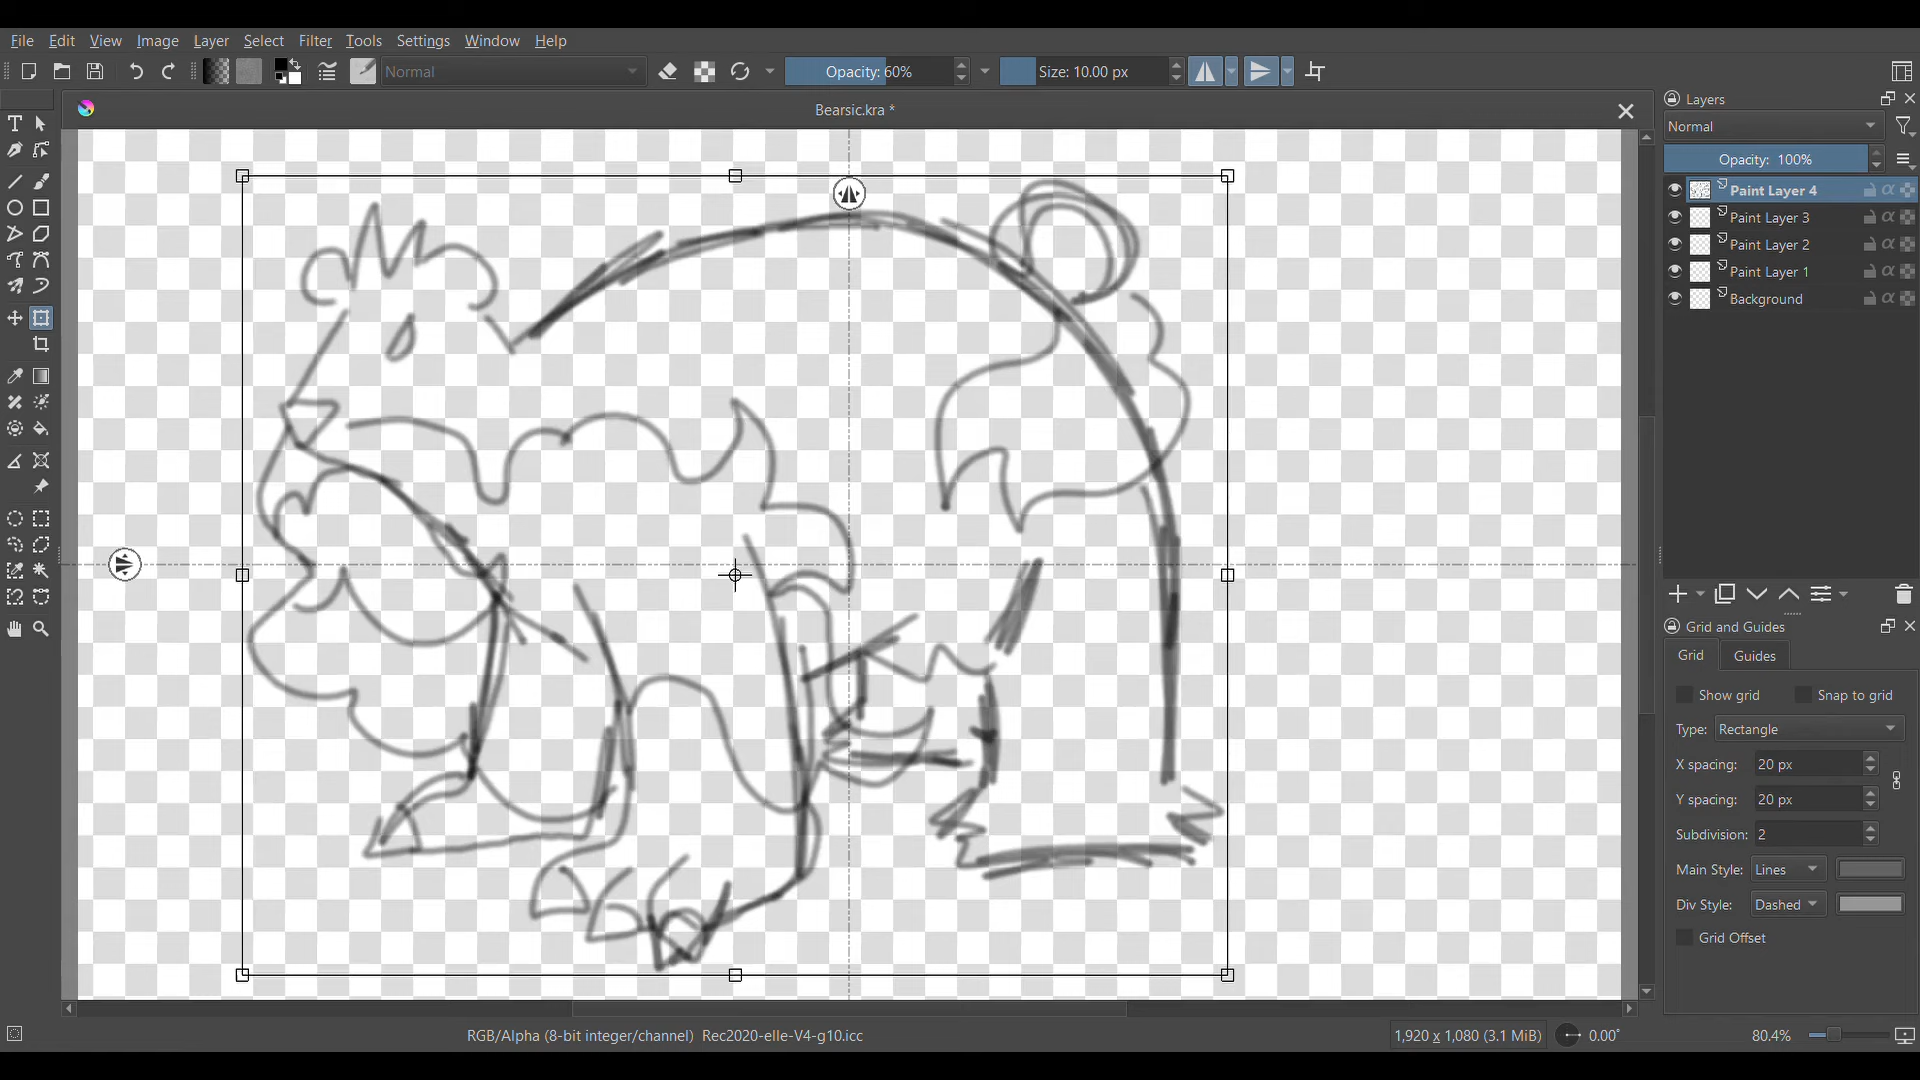 File Edit View Image Layer Select Filter Tools Settings Window Help
Normal Opacity: 60% Size: 10.00 px
Bearsic.kra *
Layers
Normal
Opacity: 100%
Paint Layer 4
Paint Layer 3
Paint Layer 2
Paint Layer 1
Background
Grid and Guides
Grid Guides
Show grid Snap to grid
Type: Rectangle
X spacing: 20 px
Y spacing: 20 px
Subdivision: 2
Main Style: Lines
Div Style: Dashed
Grid Offset
RGB/Alpha (8-bit integer/channel) Rec2020-elle-V4-g10.icc 1,920 x 1,080 (3.1 MiB) 0.00° 80.4%